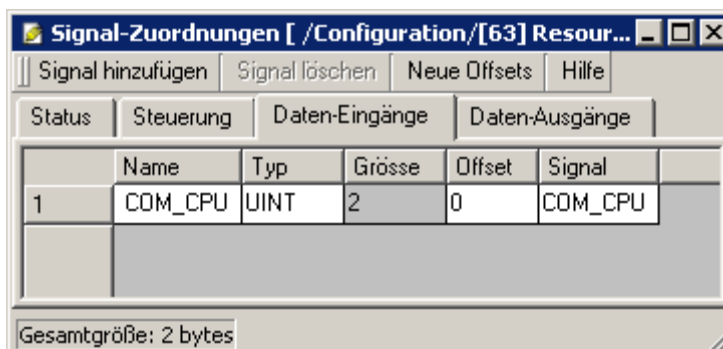 Signal-Zuordnungen [ /Configuration/[63] Resour...
Signal hinzufügen Signal löschen Neue Offsets Hilfe
Status Steuerung Daten-Eingänge Daten-Ausgänge
Name Typ Grösse Offset Signal
1 COM_CPU UINT 2 0 COM_CPU
Gesamtgröße: 2 bytes